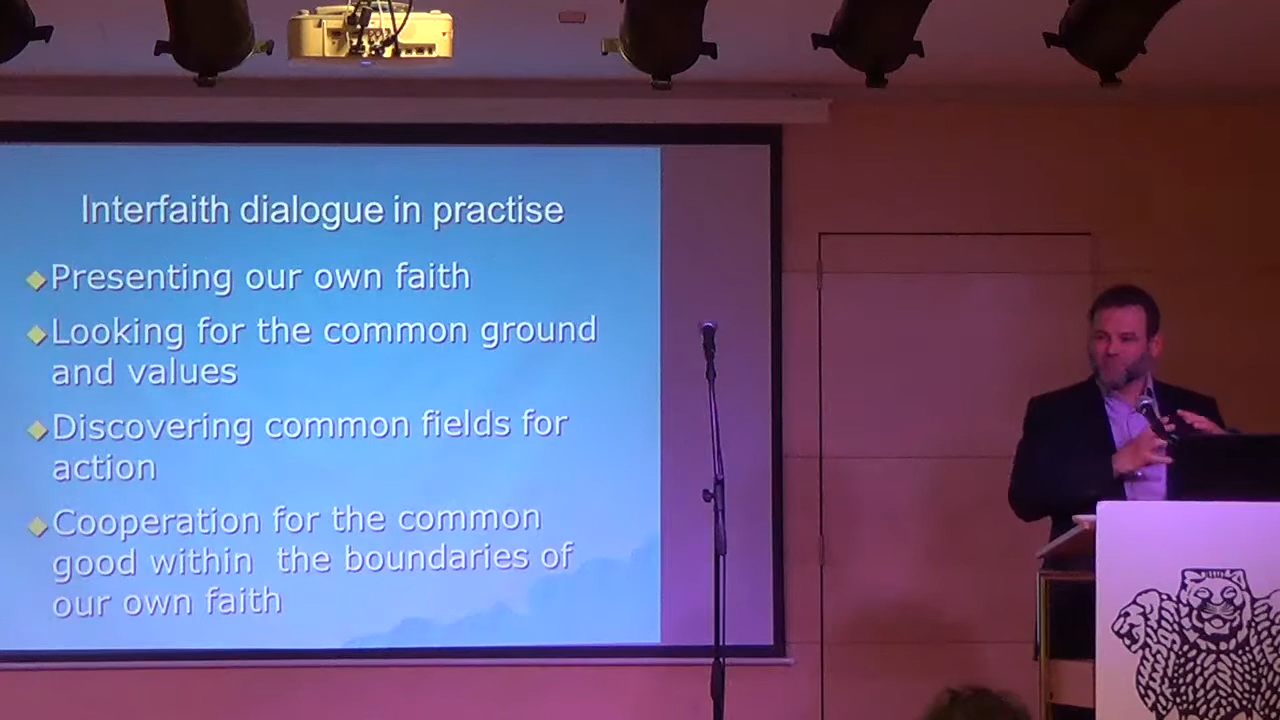 Interfaith dialogue in practise
Presenting our own faith
Looking for the common ground
and values
Discovering common fields for
action
Cooperation for the common
good within  the boundaries of
our own faith